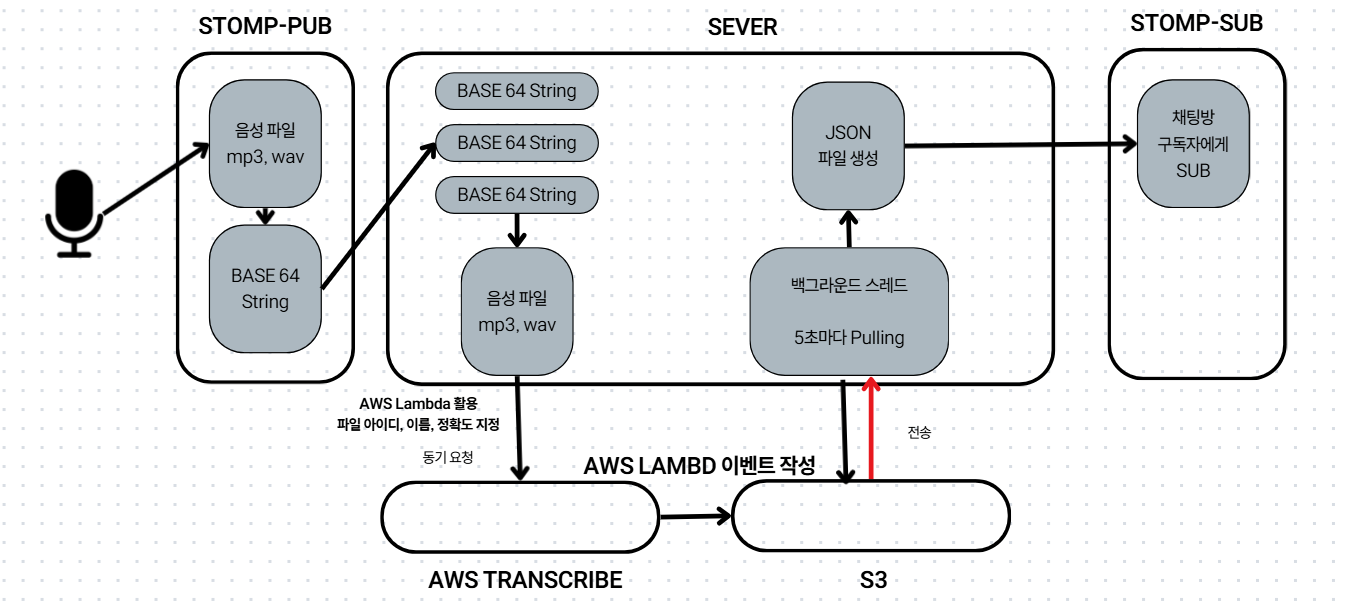 STOMP-PUB
음성 파일
mp3, wav
BASE 64
String
SEVER
BASE 64 String
BASE 64 String
BASE 64 String
음성 파일
mp3, wav
JSON
파일 생성
백그라운드 스레드
5초마다 Pulling
STOMP-SUB
채팅방
구독자에게
SUB
AWS Lambda 활용
파일 아이디, 이름, 정확도 지정
동기 요청
전송
AWS LAMBD 이벤트 작성
AWS TRANSCRIBE
S3